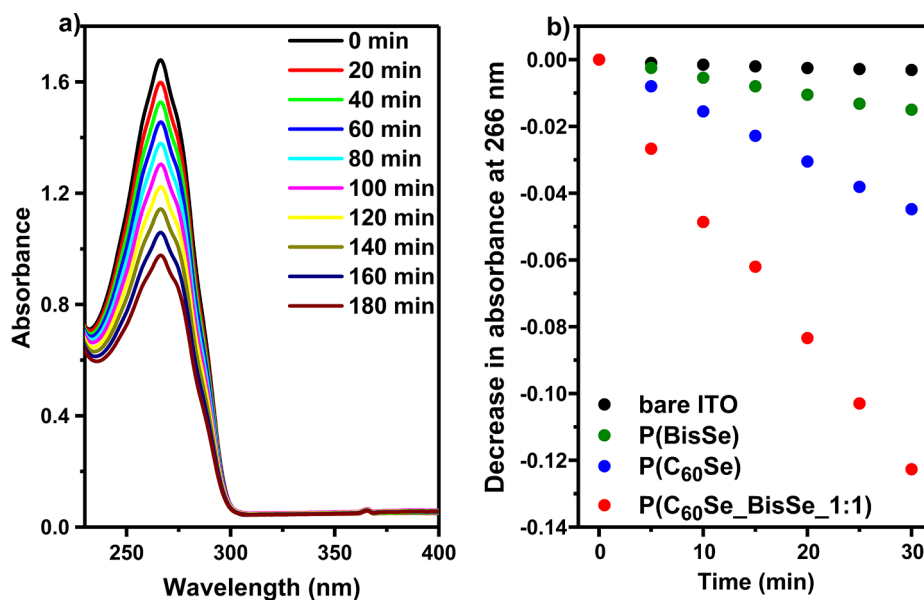 a)
0 min
20 min
40 min
60 min
80 min
100 min
120 min
140 min
160 min
180 min
1.6
1.2
0.8
0.4
0.0
250
300
350
400
Absorbance
Wavelength (nm)
b)
0.00
-0.02
-0.04
-0.06
-0.08
-0.10
-0.12
-0.14
0
10
20
30
Decrease in absorbance at 266 nm
bare ITO
P(BisSe)
P(C₆₀Se)
P(C₆₀Se_BisSe_1:1)
Time (min)